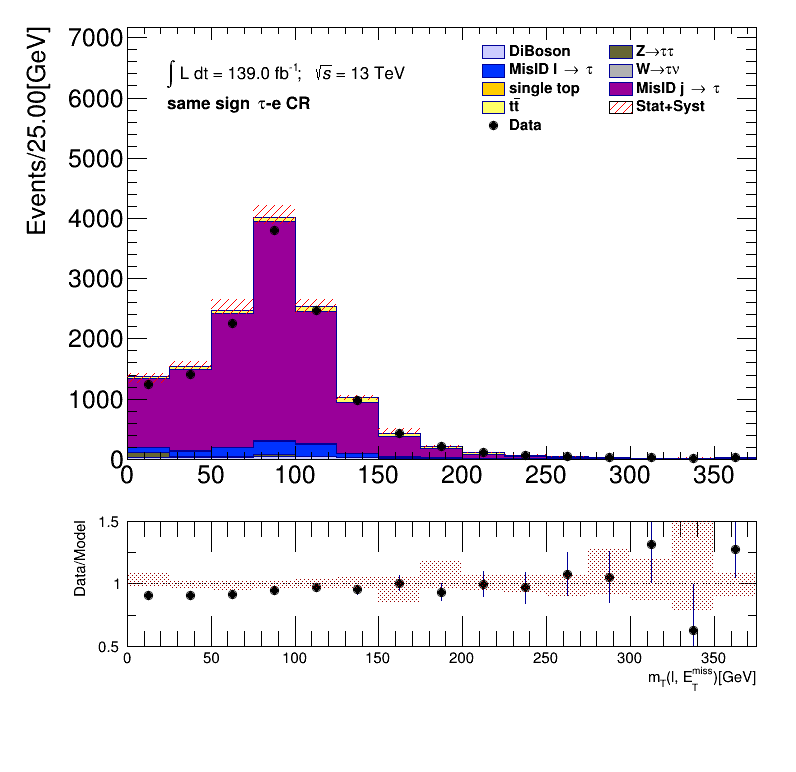 7000
6000
5000
4000
3000
2000
1000
0
Events/25.00[GeV]
∫ L dt = 139.0 fb⁻¹; √s = 13 TeV
same sign τ-e CR
DiBoson
MisID l → τ
single top
tt̄
Data
Z→ττ
W→τν
MisID j → τ
Stat+Syst
0 50 100 150 200 250 300 350
Data/Model
1.5
1
0.5
0 50 100 150 200 250 300 350
m_T(l, E_T^miss)[GeV]